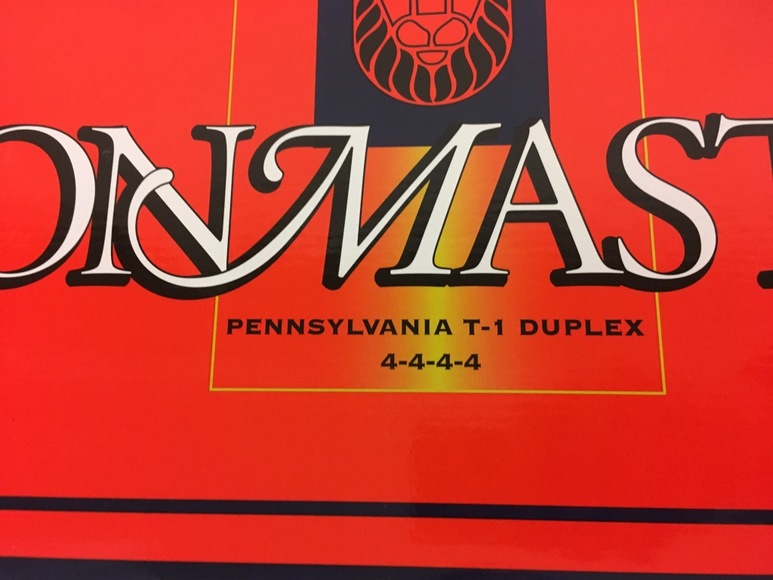 ONMAST
PENNSYLVANIA T-1 DUPLEX
4-4-4-4